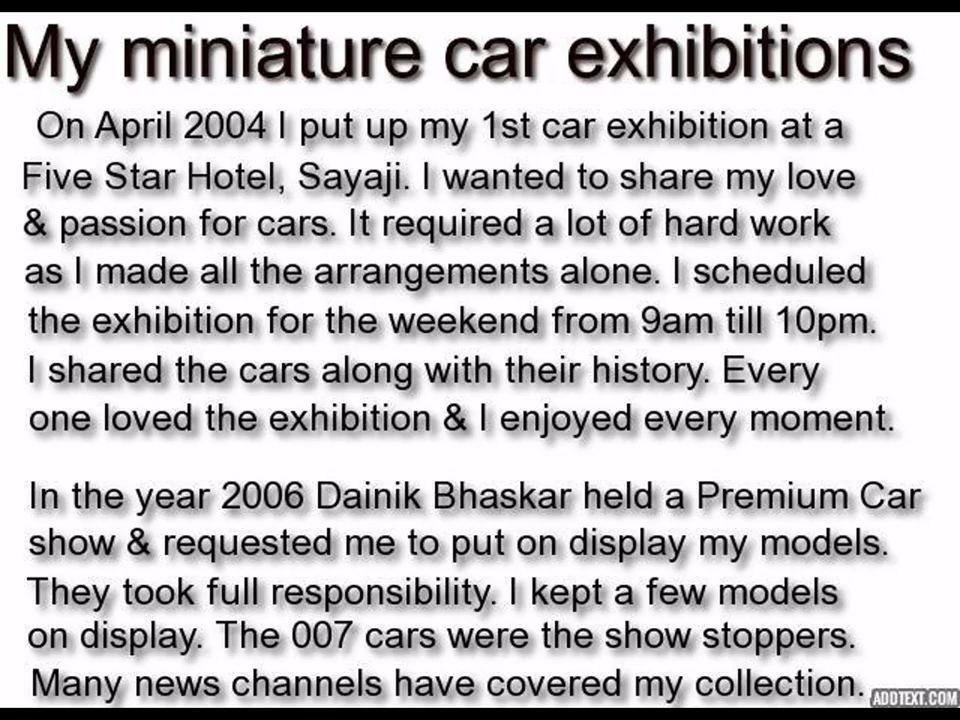 My miniature car exhibitions
On April 2004 I put up my 1st car exhibition at a
Five Star Hotel, Sayaji. I wanted to share my love
& passion for cars. It required a lot of hard work
as I made all the arrangements alone. I scheduled
the exhibition for the weekend from 9am till 10pm.
I shared the cars along with their history. Every
one loved the exhibition & I enjoyed every moment.
In the year 2006 Dainik Bhaskar held a Premium Car
show & requested me to put on display my models.
They took full responsibility. I kept a few models
on display. The 007 cars were the show stoppers.
Many news channels have covered my collection.
ADDTEXT.COM